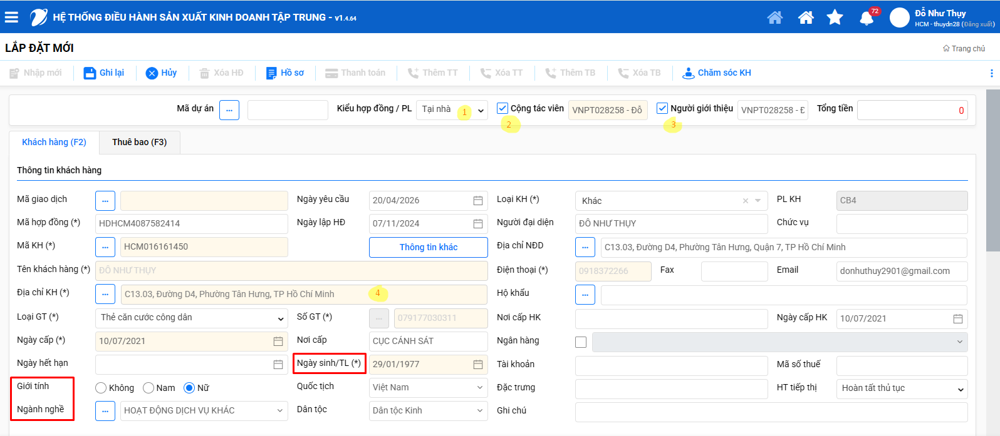 HỆ THỐNG ĐIỀU HÀNH SẢN XUẤT KINH DOANH TẬP TRUNG - v1.4.64
72
Đỗ Như Thụy
HCM - thuydn28 (Đăng xuất)
LẮP ĐẶT MỚI
Trang chủ
Nhập mới Ghi lại Hủy Xóa HĐ Hồ sơ Thanh toán Thêm TT Xóa TT Thêm TB Xóa TB Chăm sóc KH
Mã dự án ... Kiểu hợp đồng / PL Tại nhà 1 Cộng tác viên VNPT028258 - Đỗ Người giới thiệu VNPT028258 - Đ Tổng tiền 0
2 3
Khách hàng (F2) Thuê bao (F3)
Thông tin khách hàng
Mã giao dịch ... Ngày yêu cầu 20/04/2026 Loại KH (*) Khác PL KH CB4
Mã hợp đồng (*) HDHCM4087582414 Ngày lập HĐ 07/11/2024 Người đại diện ĐỖ NHƯ THỤY Chức vụ
Mã KH (*) ... HCM016161450 Thông tin khác Địa chỉ NĐD ... C13.03, Đường D4, Phường Tân Hưng, Quận 7, TP Hồ Chí Minh
Tên khách hàng (*) ĐỖ NHƯ THỤY Điện thoại (*) 0918372266 Fax Email donhuthuy2901@gmail.com
Địa chỉ KH (*) ... C13.03, Đường D4, Phường Tân Hưng, TP Hồ Chí Minh 4 Hộ khẩu ...
Loại GT (*) Thẻ căn cước công dân Số GT (*) ... 079177030311 Nơi cấp HK Ngày cấp HK 10/07/2021
Ngày cấp (*) 10/07/2021 Nơi cấp CỤC CẢNH SÁT Ngân hàng
Ngày hết hạn Ngày sinh/TL (*) 29/01/1977 Tài khoản Mã số thuế
Giới tính Không Nam Nữ Quốc tịch Việt Nam Đặc trưng HT tiếp thị Hoàn tất thủ tục
Ngành nghề ... HOẠT ĐỘNG DỊCH VỤ KHÁC Dân tộc Dân tộc Kinh Ghi chú